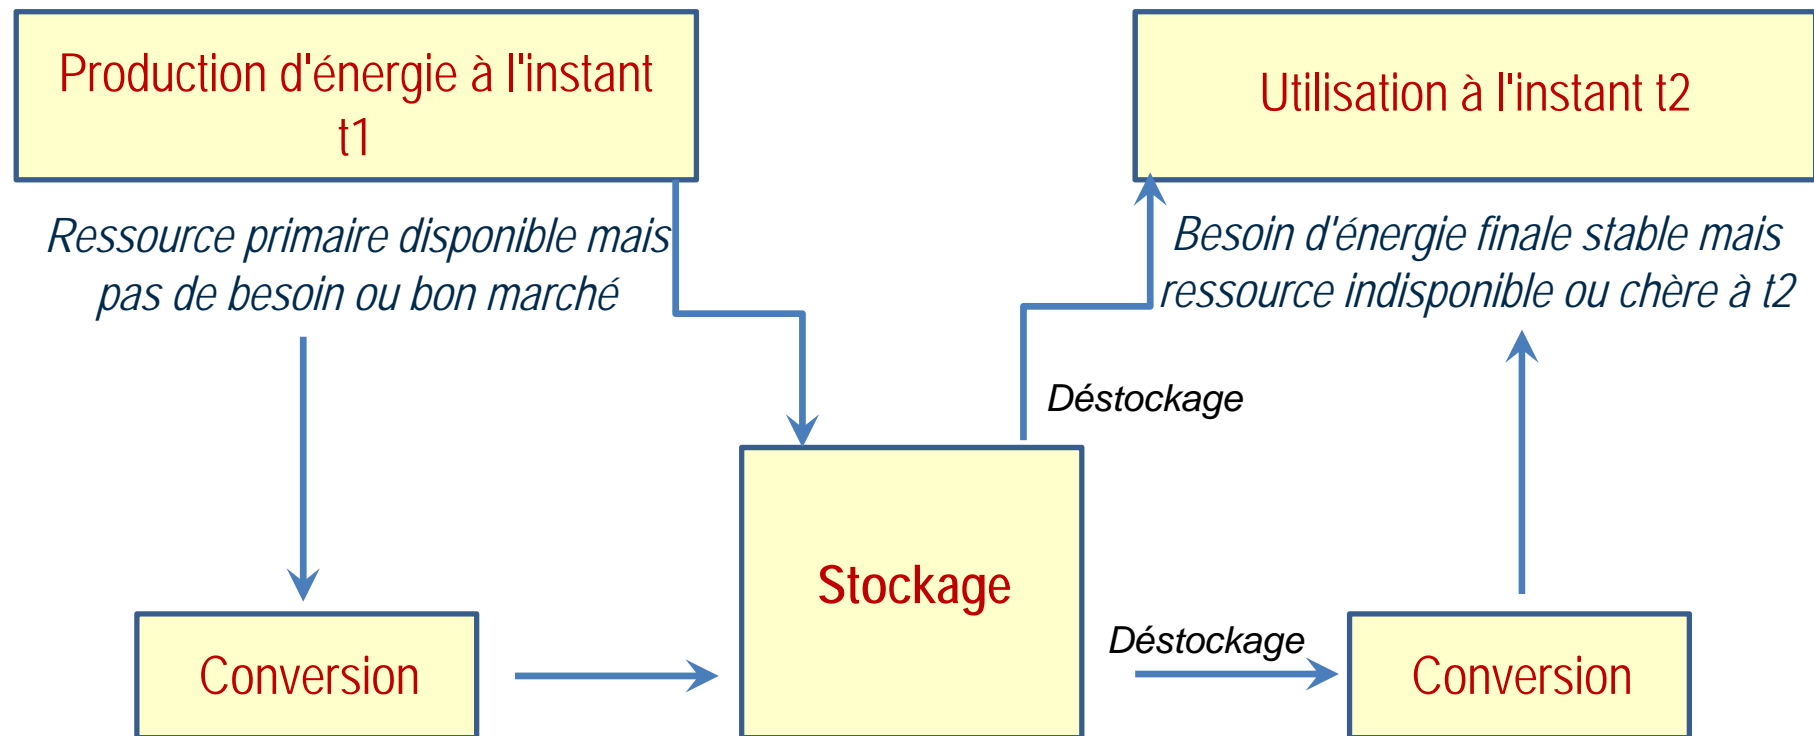 Production d'énergie à l'instant
t1
Utilisation à l'instant t2
Ressource primaire disponible mais
pas de besoin ou bon marché
Besoin d'énergie finale stable mais
ressource indisponible ou chère à t2
Déstockage
Stockage
Déstockage
Conversion
Conversion